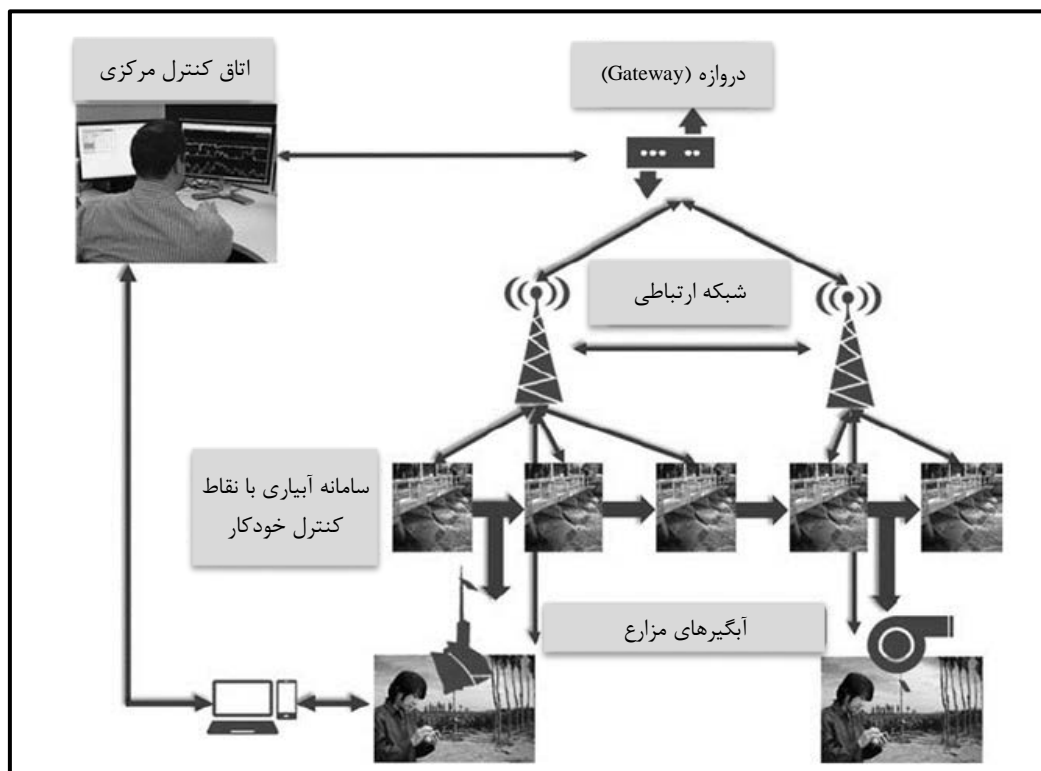 اتاق کنترل مرکزی
دروازه (Gateway)
شبکه ارتباطی
سامانه آبیاری با نقاط
کنترل خودکار
آبگیرهای مزارع